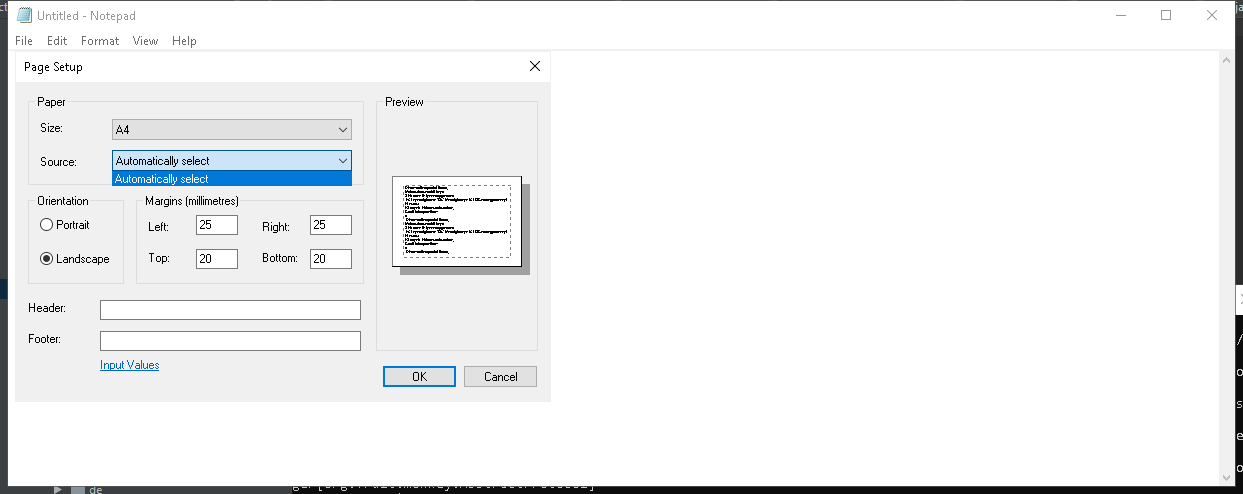 Untitled - Notepad
File Edit Format View Help
Page Setup
Paper
Size: A4
Source: Automatically select
Automatically select
Orientation
Portrait
Landscape
Margins (millimetres)
Left: 25 Right: 25
Top: 20 Bottom: 20
Header:
Footer:
Input Values
Preview
OK Cancel
de